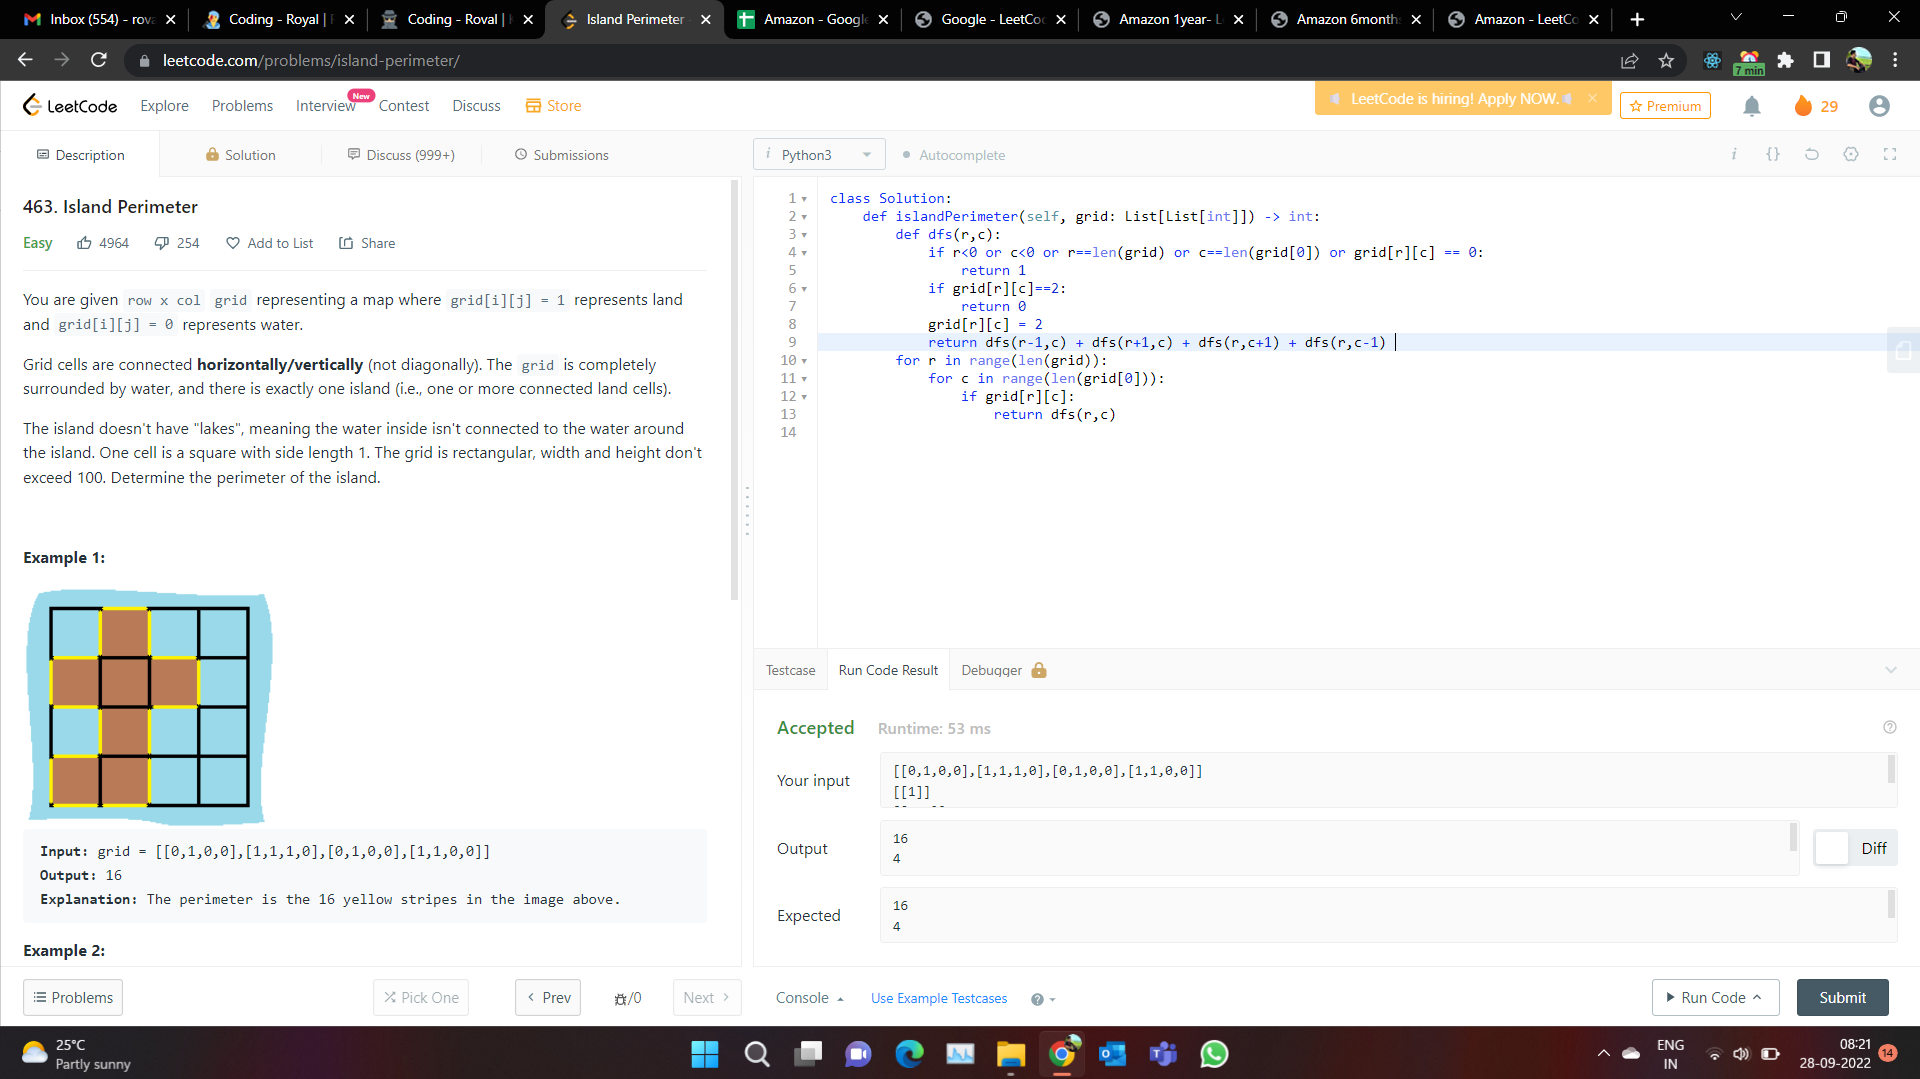 Inbox (554) - rova
Coding - Royal |
Coding - Royal |
Island Perimeter
Amazon - Google
Google - LeetCo
Amazon 1year- L
Amazon 6month
Amazon - LeetCo
leetcode.com/problems/island-perimeter/
7 min
LeetCode
Explore
Problems
Interview
New
Contest
Discuss
Store
LeetCode is hiring! Apply NOW.
Premium
29
Description
Solution
Discuss (999+)
Submissions
i Python3
Autocomplete
463. Island Perimeter
Easy 4964 254 Add to List Share
You are given row x col grid representing a map where grid[i][j] = 1 represents land
and grid[i][j] = 0 represents water.
Grid cells are connected horizontally/vertically (not diagonally). The grid is completely
surrounded by water, and there is exactly one island (i.e., one or more connected land cells).
The island doesn't have "lakes", meaning the water inside isn't connected to the water around
the island. One cell is a square with side length 1. The grid is rectangular, width and height don't
exceed 100. Determine the perimeter of the island.
Example 1:
Input: grid = [[0,1,0,0],[1,1,1,0],[0,1,0,0],[1,1,0,0]]
Output: 16
Explanation: The perimeter is the 16 yellow stripes in the image above.
Example 2:
1 class Solution:
2 def islandPerimeter(self, grid: List[List[int]]) -> int:
3 def dfs(r,c):
4 if r<0 or c<0 or r==len(grid) or c==len(grid[0]) or grid[r][c] == 0:
5 return 1
6 if grid[r][c]==2:
7 return 0
8 grid[r][c] = 2
9 return dfs(r-1,c) + dfs(r+1,c) + dfs(r,c+1) + dfs(r,c-1)
10 for r in range(len(grid)):
11 for c in range(len(grid[0])):
12 if grid[r][c]:
13 return dfs(r,c)
14
Testcase
Run Code Result
Debugger
Accepted Runtime: 53 ms
Your input
[[0,1,0,0],[1,1,1,0],[0,1,0,0],[1,1,0,0]]
[[1]]
Output
16
4
Diff
Expected
16
4
Problems
Pick One
Prev
/0
Next
Console
Use Example Testcases
Run Code
Submit
25°C
Partly sunny
ENG
IN
08:21
28-09-2022
14